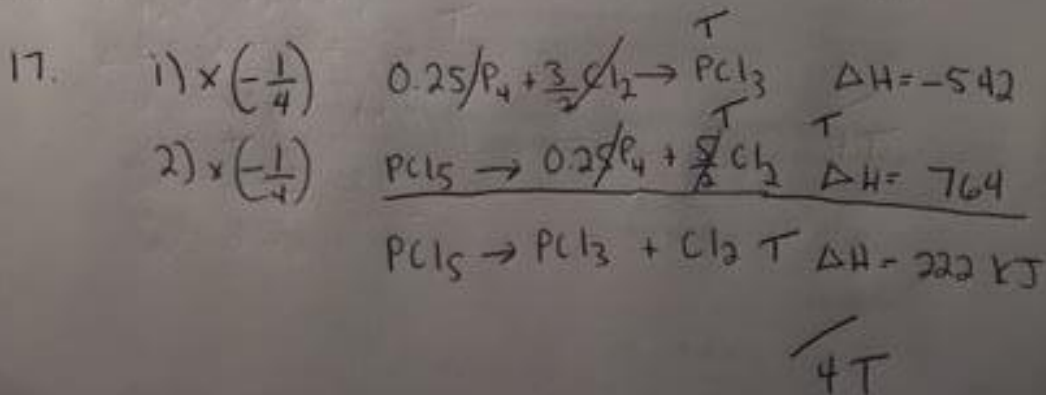 T
17. 1) × (-1/4) 0.25 P₄ + 3/2 Cl₂ → PCl₃ ΔH = -542
T T
2) × (-1/4) PCl₅ → 0.25 P₄ + 5/2 Cl₂ ΔH = 764
PCl₅ → PCl₃ + Cl₂ T ΔH = 222 kJ
/4T